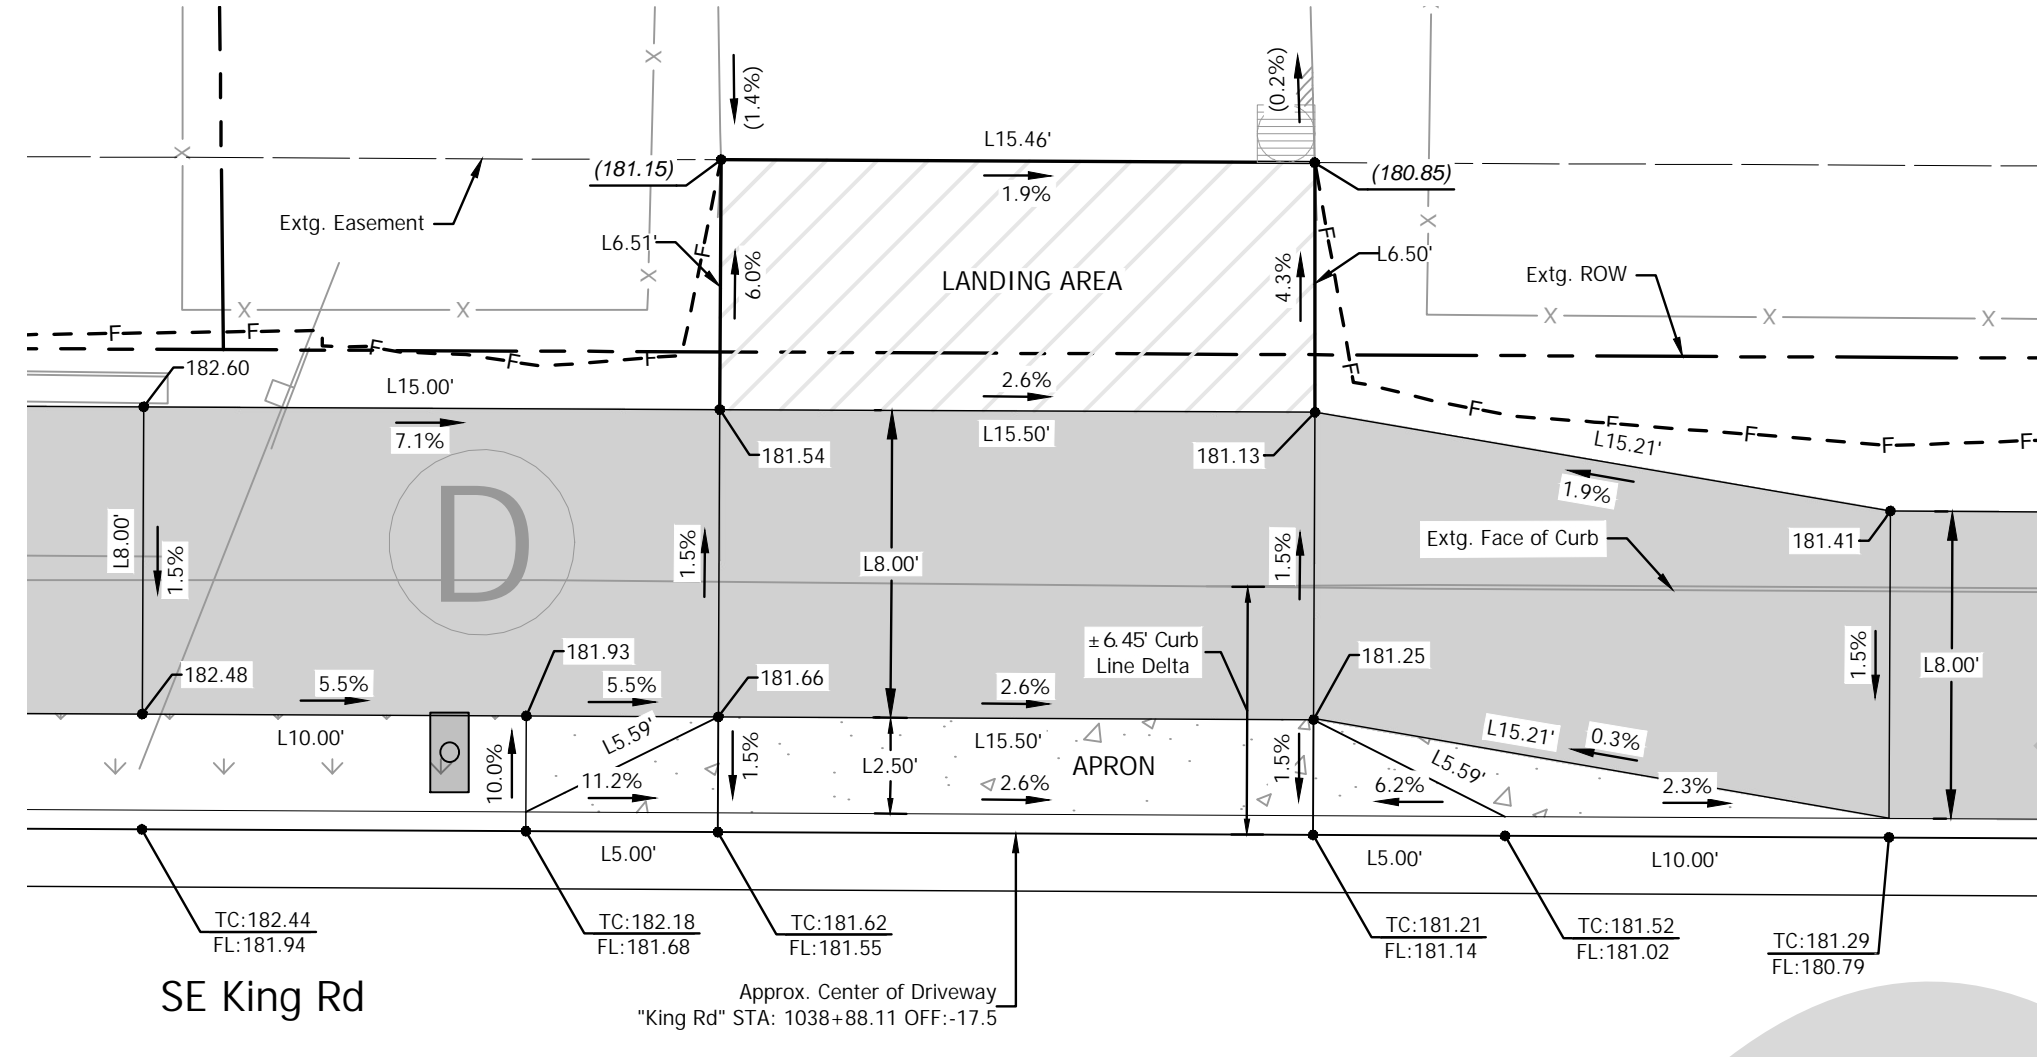 (1.4%)
(0.2%)
L15.46'
(181.15)
1.9%
(180.85)
X
X
Extg. Easement
L6.51'
F
6.0%
LANDING AREA
4.3%
F
L6.50'
X
Extg. ROW
X
X
X
X
X
X
X
F
F
F
F
F
F
182.60
L15.00'
2.6%
F
F
F
F
F
7.1%
L15.50'
181.54
181.13
L15.21'
1.9%
D
L8.00'
1.5%
1.5%
L8.00'
1.5%
Extg. Face of Curb
181.41
±6.45' Curb
Line Delta
181.93
181.25
1.5%
L8.00'
182.48
5.5%
5.5%
181.66
2.6%
L10.00'
L5.59'
L15.50'
L15.21'
0.3%
10.0%
11.2%
1.5%
L2.50'
2.6%
APRON
1.5%
6.2%
L5.59'
2.3%
L5.00'
L5.00'
L10.00'
TC:182.44
FL:181.94
TC:182.18
FL:181.68
TC:181.62
FL:181.55
TC:181.21
FL:181.14
TC:181.52
FL:181.02
TC:181.29
FL:180.79
SE King Rd
Approx. Center of Driveway
"King Rd" STA: 1038+88.11 OFF:-17.5